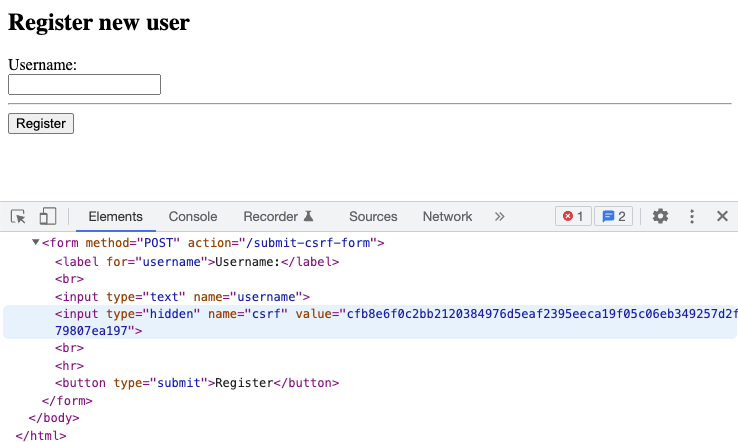 Register new user
Username:
Register
Elements Console Recorder Sources Network » 1 2
<form method="POST" action="/submit-csrf-form">
<label for="username">Username:</label>
<br>
<input type="text" name="username">
<input type="hidden" name="csrf" value="cfb8e6f0c2bb2120384976d5eaf2395eeca19f05c06eb349257d2f
79807ea197">
<br>
<hr>
<button type="submit">Register</button>
</form>
</body>
</html>